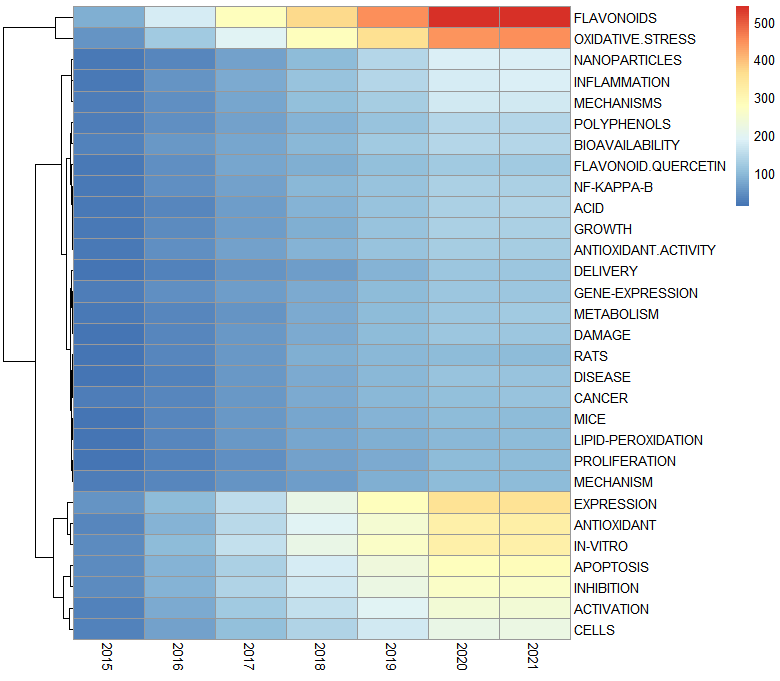 FLAVONOIDS
OXIDATIVE.STRESS
NANOPARTICLES
INFLAMMATION
MECHANISMS
POLYPHENOLS
BIOAVAILABILITY
FLAVONOID.QUERCETIN
NF-KAPPA-B
ACID
GROWTH
ANTIOXIDANT.ACTIVITY
DELIVERY
GENE-EXPRESSION
METABOLISM
DAMAGE
RATS
DISEASE
CANCER
MICE
LIPID-PEROXIDATION
PROLIFERATION
MECHANISM
EXPRESSION
ANTIOXIDANT
IN-VITRO
APOPTOSIS
INHIBITION
ACTIVATION
CELLS
2015
2016
2017
2018
2019
2020
2021
500
400
300
200
100